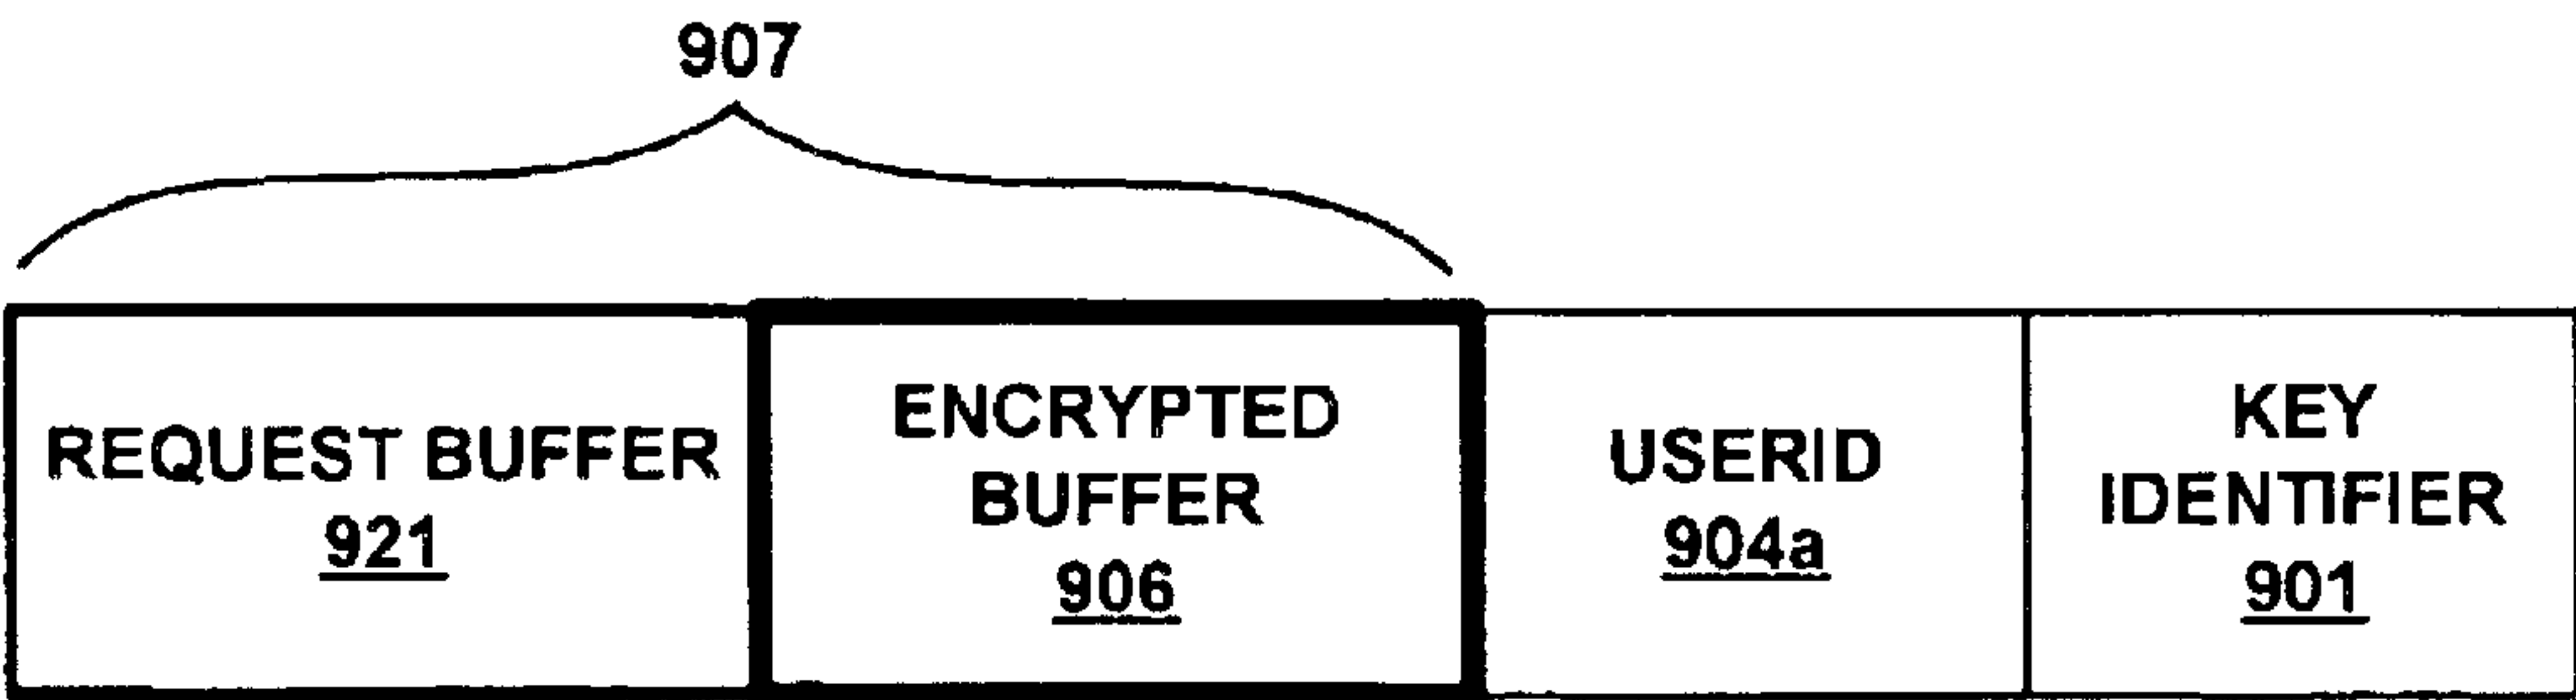 907
REQUEST BUFFER
921
ENCRYPTED
BUFFER
906
USERID
904a
KEY
IDENTIFIER
901